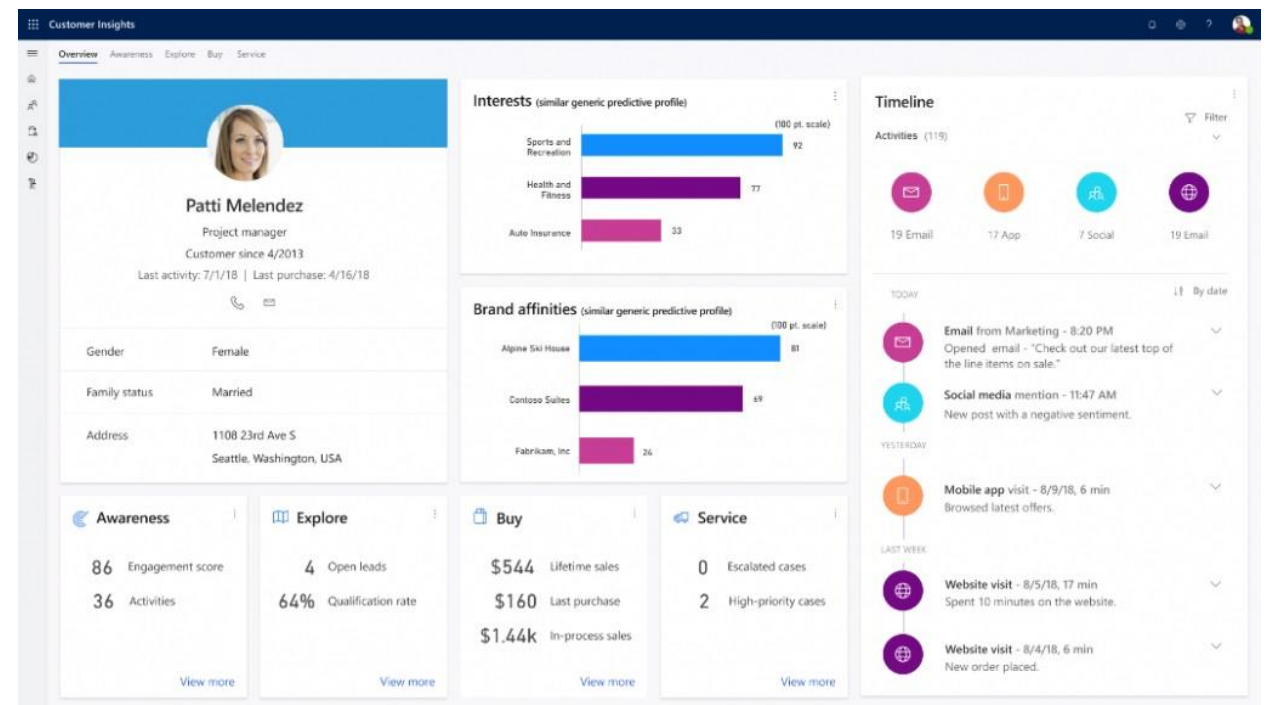 Customer Insights
?
Overview Awareness Explore Buy Service
Patti Melendez
Project manager
Customer since 4/2013
Last activity: 7/1/18 | Last purchase: 4/16/18
Gender Female
Family status Married
Address 1108 23rd Ave S
Seattle, Washington, USA
Interests (similar generic predictive profile)
(100 pt. scale)
Sports and
Recreation
92
Health and
Fitness
77
Auto Insurance 33
Brand affinities (similar generic predictive profile)
(100 pt. scale)
Alpine Ski House 81
Contoso Suites 69
Fabrikam, Inc 24
Awareness
86 Engagement score
36 Activities
View more
Explore
4 Open leads
64% Qualification rate
View more
Buy
$544 Lifetime sales
$160 Last purchase
$1.44k In-process sales
View more
Service
0 Escalated cases
2 High-priority cases
View more
Timeline
Filter
Activities (119)
19 Email 17 App 7 Social 19 Email
TODAY By date
Email from Marketing - 8:20 PM
Opened email - "Check out our latest top of
the line items on sale."
Social media mention - 11:47 AM
New post with a negative sentiment.
YESTERDAY
Mobile app visit - 8/9/18, 6 min
Browsed latest offers.
LAST WEEK
Website visit - 8/5/18, 17 min
Spent 10 minutes on the website.
Website visit - 8/4/18, 6 min
New order placed.